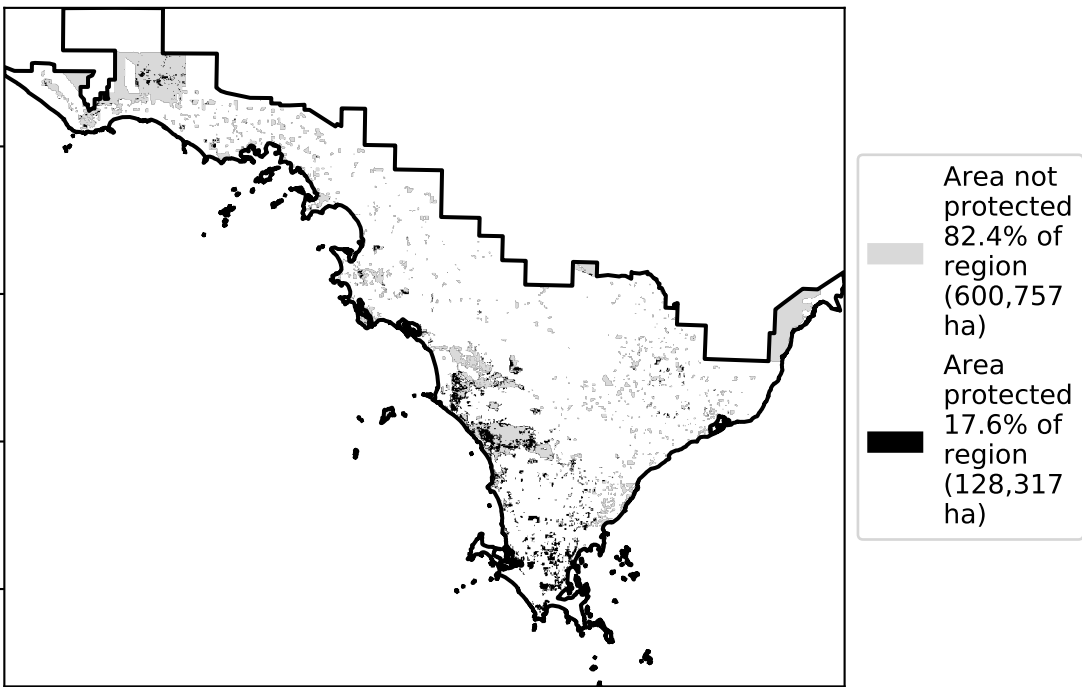 Area not
protected
82.4% of
region
(600,757
ha)
Area
protected
17.6% of
region
(128,317
ha)